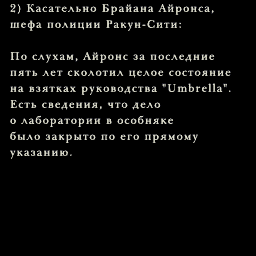 2) Касательно Брайана Айронса,
шефа полиции Ракун-Сити:
По слухам, Айронс за последние
пять лет сколотил целое состояние
на взятках руководства "Umbrella".
Есть сведения, что дело
о лаборатории в особняке
было закрыто по его прямому
указанию.